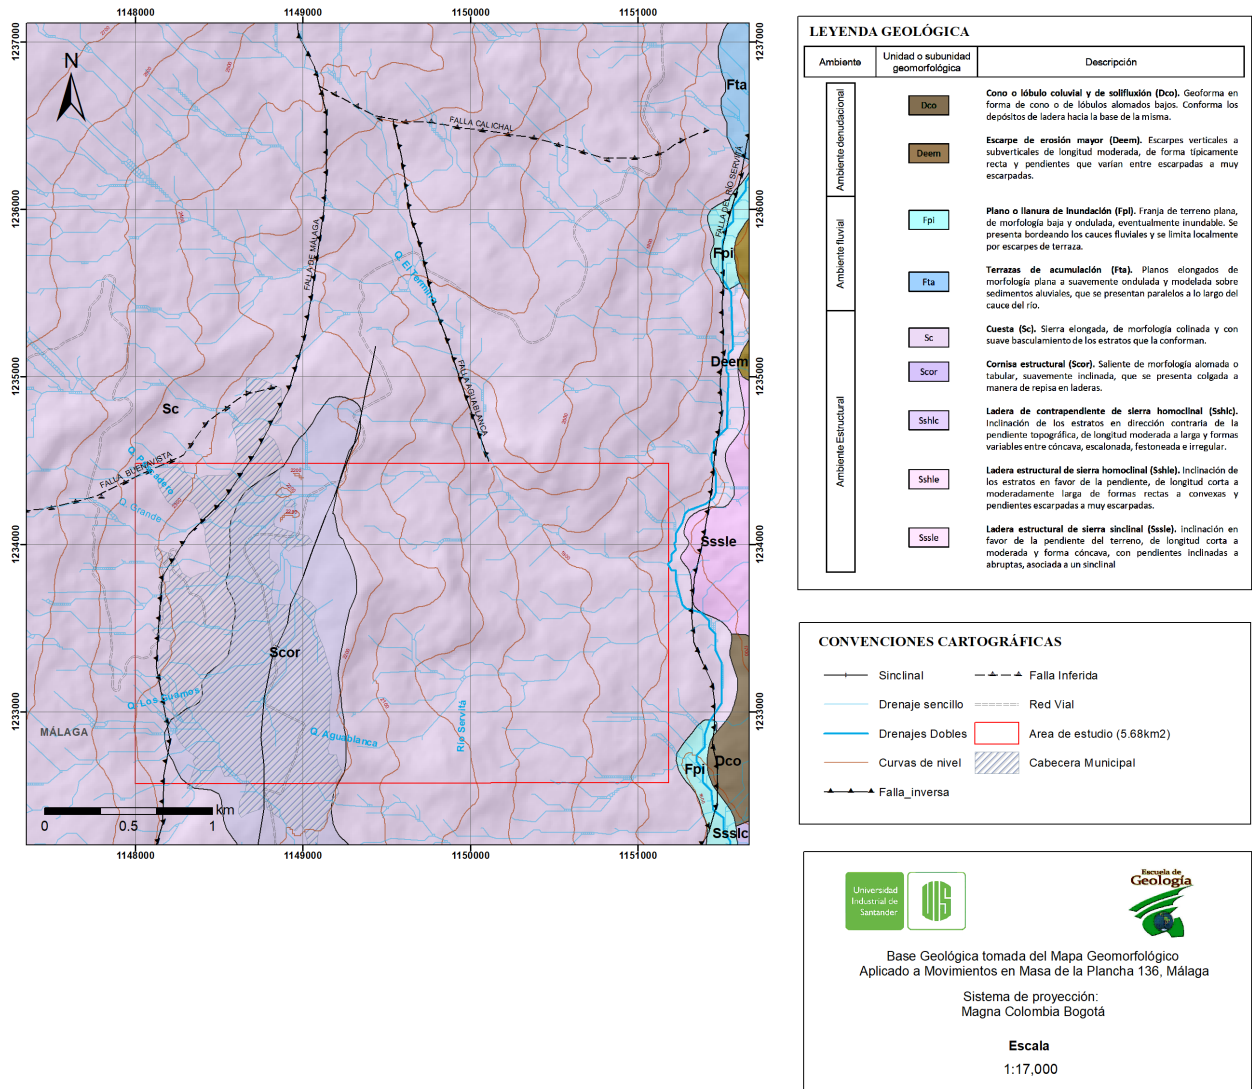 1148000
1149000
1150000
1151000
1237000
1237000
N
Fta
FALLA CALICHAL
FALLA DEL RÍO SERVITÁ
1236000
1236000
FALLA DE MÁLAGA
Q. El Término
Fpi
Deem
1235000
1235000
FALLA AGUABLANCA
Sc
FALLA BUENAVISTA
Q. Grande
2200
1234000
1234000
Sssle
Scor
1233000
1233000
Q. Los Guamos
MÁLAGA
Q. Aguablanca
Río Servitá
Fpi
Dco
Ssslc
km
0
0.5
1
1148000
1149000
1150000
1151000
LEYENDA GEOLÓGICA
Ambiente
Unidad o subunidad
geomorfológica
Descripción
Ambiente denudacional
Dco
Cono o lóbulo coluvial y de soliflución (Dco). Geoforma en
forma de cono o de lóbulos alomados bajos. Conforma los
depósitos de ladera hacia la base de la misma.
Deem
Escarpe de erosión mayor (Deem). Escarpes verticales a
subverticales de longitud moderada, de forma típicamente
recta y pendientes que varían entre escarpadas a muy
escarpadas.
Ambiente fluvial
Fpi
Plano o llanura de inundación (Fpi). Franja de terreno plana,
de morfología baja y ondulada, eventualmente inundable. Se
presenta bordeando los cauces fluviales y se limita localmente
por escarpes de terraza.
Fta
Terrazas de acumulación (Fta). Planos elongados de
morfología plana a suavemente ondulada y modelada sobre
sedimentos aluviales, que se presentan paralelos a lo largo del
cauce del río.
Ambiente Estructural
Sc
Cuesta (Sc). Sierra elongada, de morfología colinada y con
suave basculamiento de los estratos que la conforman.
Scor
Cornisa estructural (Scor). Saliente de morfología alomada o
tabular, suavemente inclinada, que se presenta colgada a
manera de repisa en laderas.
Sshlc
Ladera de contrapendiente de sierra homoclinal (Sshlc).
Inclinación de los estratos en dirección contraria de la
pendiente topográfica, de longitud moderada a larga y formas
variables entre cóncava, escalonada, festoneada e irregular.
Sshle
Ladera estructural de sierra homoclinal (Sshle). Inclinación de
los estratos en favor de la pendiente, de longitud corta a
moderadamente larga de formas rectas a convexas y
pendientes escarpadas a muy escarpadas.
Sssle
Ladera estructural de sierra sinclinal (Sssle). inclinación en
favor de la pendiente del terreno, de longitud corta a
moderada y forma cóncava, con pendientes inclinadas a
abruptas, asociada a un sinclinal
CONVENCIONES CARTOGRÁFICAS
Sinclinal
Falla Inferida
Drenaje sencillo
Red Vial
Drenajes Dobles
Area de estudio (5.68km2)
Curvas de nivel
Cabecera Municipal
Falla_inversa
Universidad
Industrial de
Santander
UIS
Escuela de
Geología
Base Geológica tomada del Mapa Geomorfológico
Aplicado a Movimientos en Masa de la Plancha 136, Málaga
Sistema de proyección:
Magna Colombia Bogotá
Escala
1:17,000